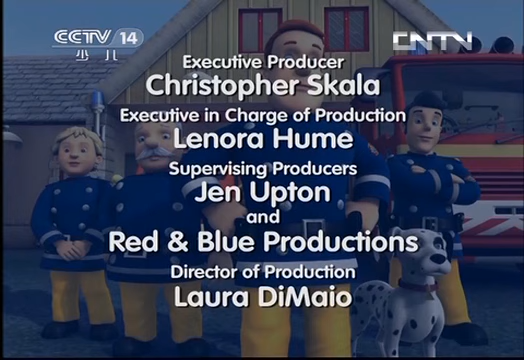 CCTV 14
少儿
CNTV
Executive Producer
Christopher Skala
Executive in Charge of Production
Lenora Hume
Supervising Producers
Jen Upton
and
Red & Blue Productions
Director of Production
Laura DiMaio